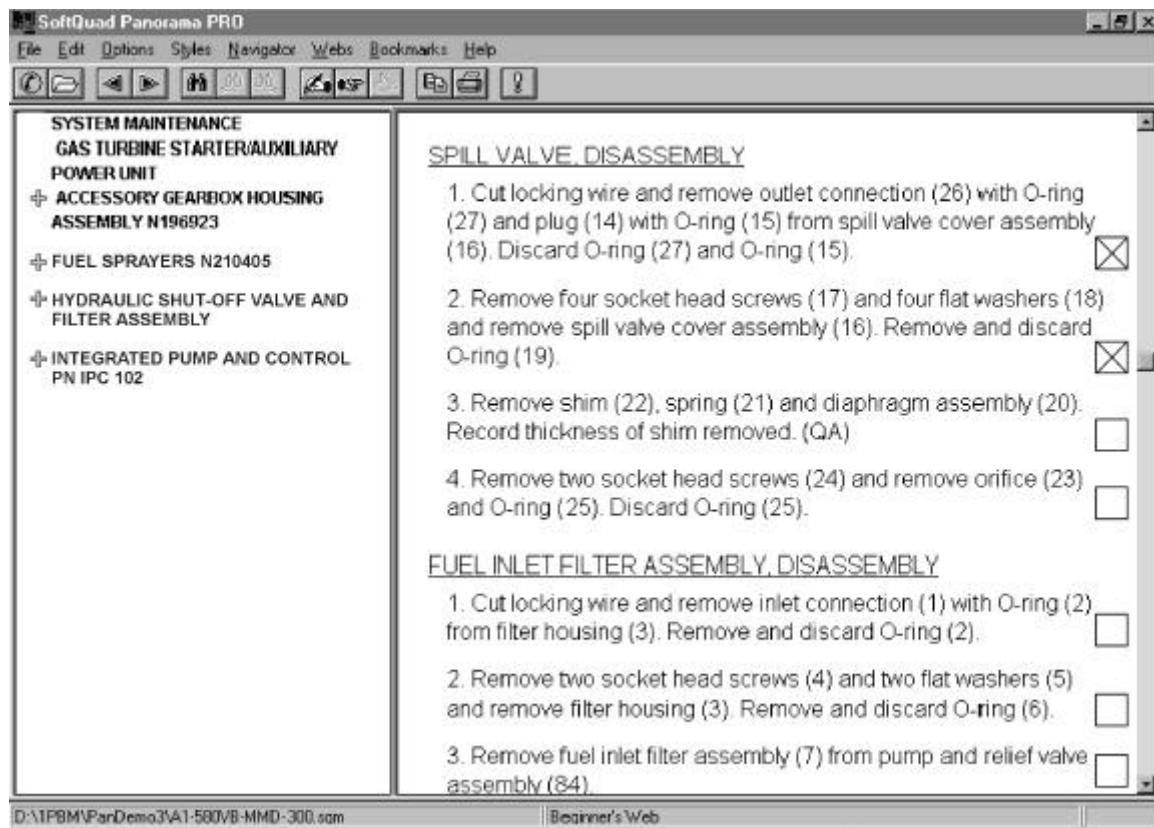 SoftQuad Panorama PRO
File Edit Options Styles Navigator Webs Bookmarks Help
SYSTEM MAINTENANCE
GAS TURBINE STARTER/AUXILIARY
POWER UNIT
ACCESSORY GEARBOX HOUSING
ASSEMBLY N196923
FUEL SPRAYERS N210405
HYDRAULIC SHUT-OFF VALVE AND
FILTER ASSEMBLY
INTEGRATED PUMP AND CONTROL
PN IPC 102
SPILL VALVE, DISASSEMBLY
1. Cut locking wire and remove outlet connection (26) with O-ring
(27) and plug (14) with O-ring (15) from spill valve cover assembly
(16). Discard O-ring (27) and O-ring (15).
2. Remove four socket head screws (17) and four flat washers (18)
and remove spill valve cover assembly (16). Remove and discard
O-ring (19).
3. Remove shim (22), spring (21) and diaphragm assembly (20).
Record thickness of shim removed. (QA)
4. Remove two socket head screws (24) and remove orifice (23)
and O-ring (25). Discard O-ring (25).
FUEL INLET FILTER ASSEMBLY, DISASSEMBLY
1. Cut locking wire and remove inlet connection (1) with O-ring (2)
from filter housing (3). Remove and discard O-ring (2).
2. Remove two socket head screws (4) and two flat washers (5)
and remove filter housing (3). Remove and discard O-ring (6).
3. Remove fuel inlet filter assembly (7) from pump and relief valve
assembly (84).
D:\1PBM\PanDemo3\A1-580VB-MMD-300.sgm
Beginner's Web